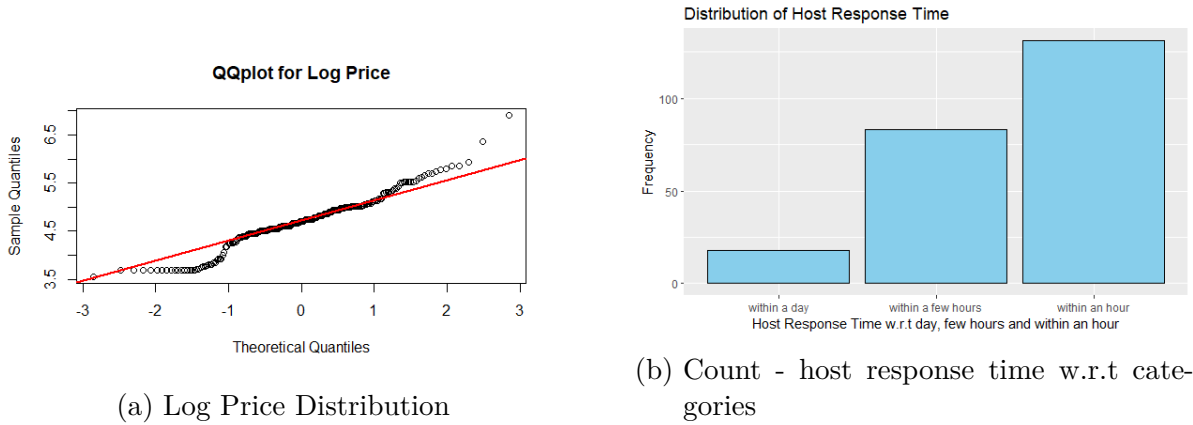 QQplot for Log Price
Sample Quantiles
3.5 4.5 5.5 6.5
-3 -2 -1 0 1 2 3
Theoretical Quantiles
(a) Log Price Distribution
Distribution of Host Response Time
Frequency
100
50
0
within a day within a few hours within an hour
Host Response Time w.r.t day, few hours and within an hour
(b) Count - host response time w.r.t cate-
gories